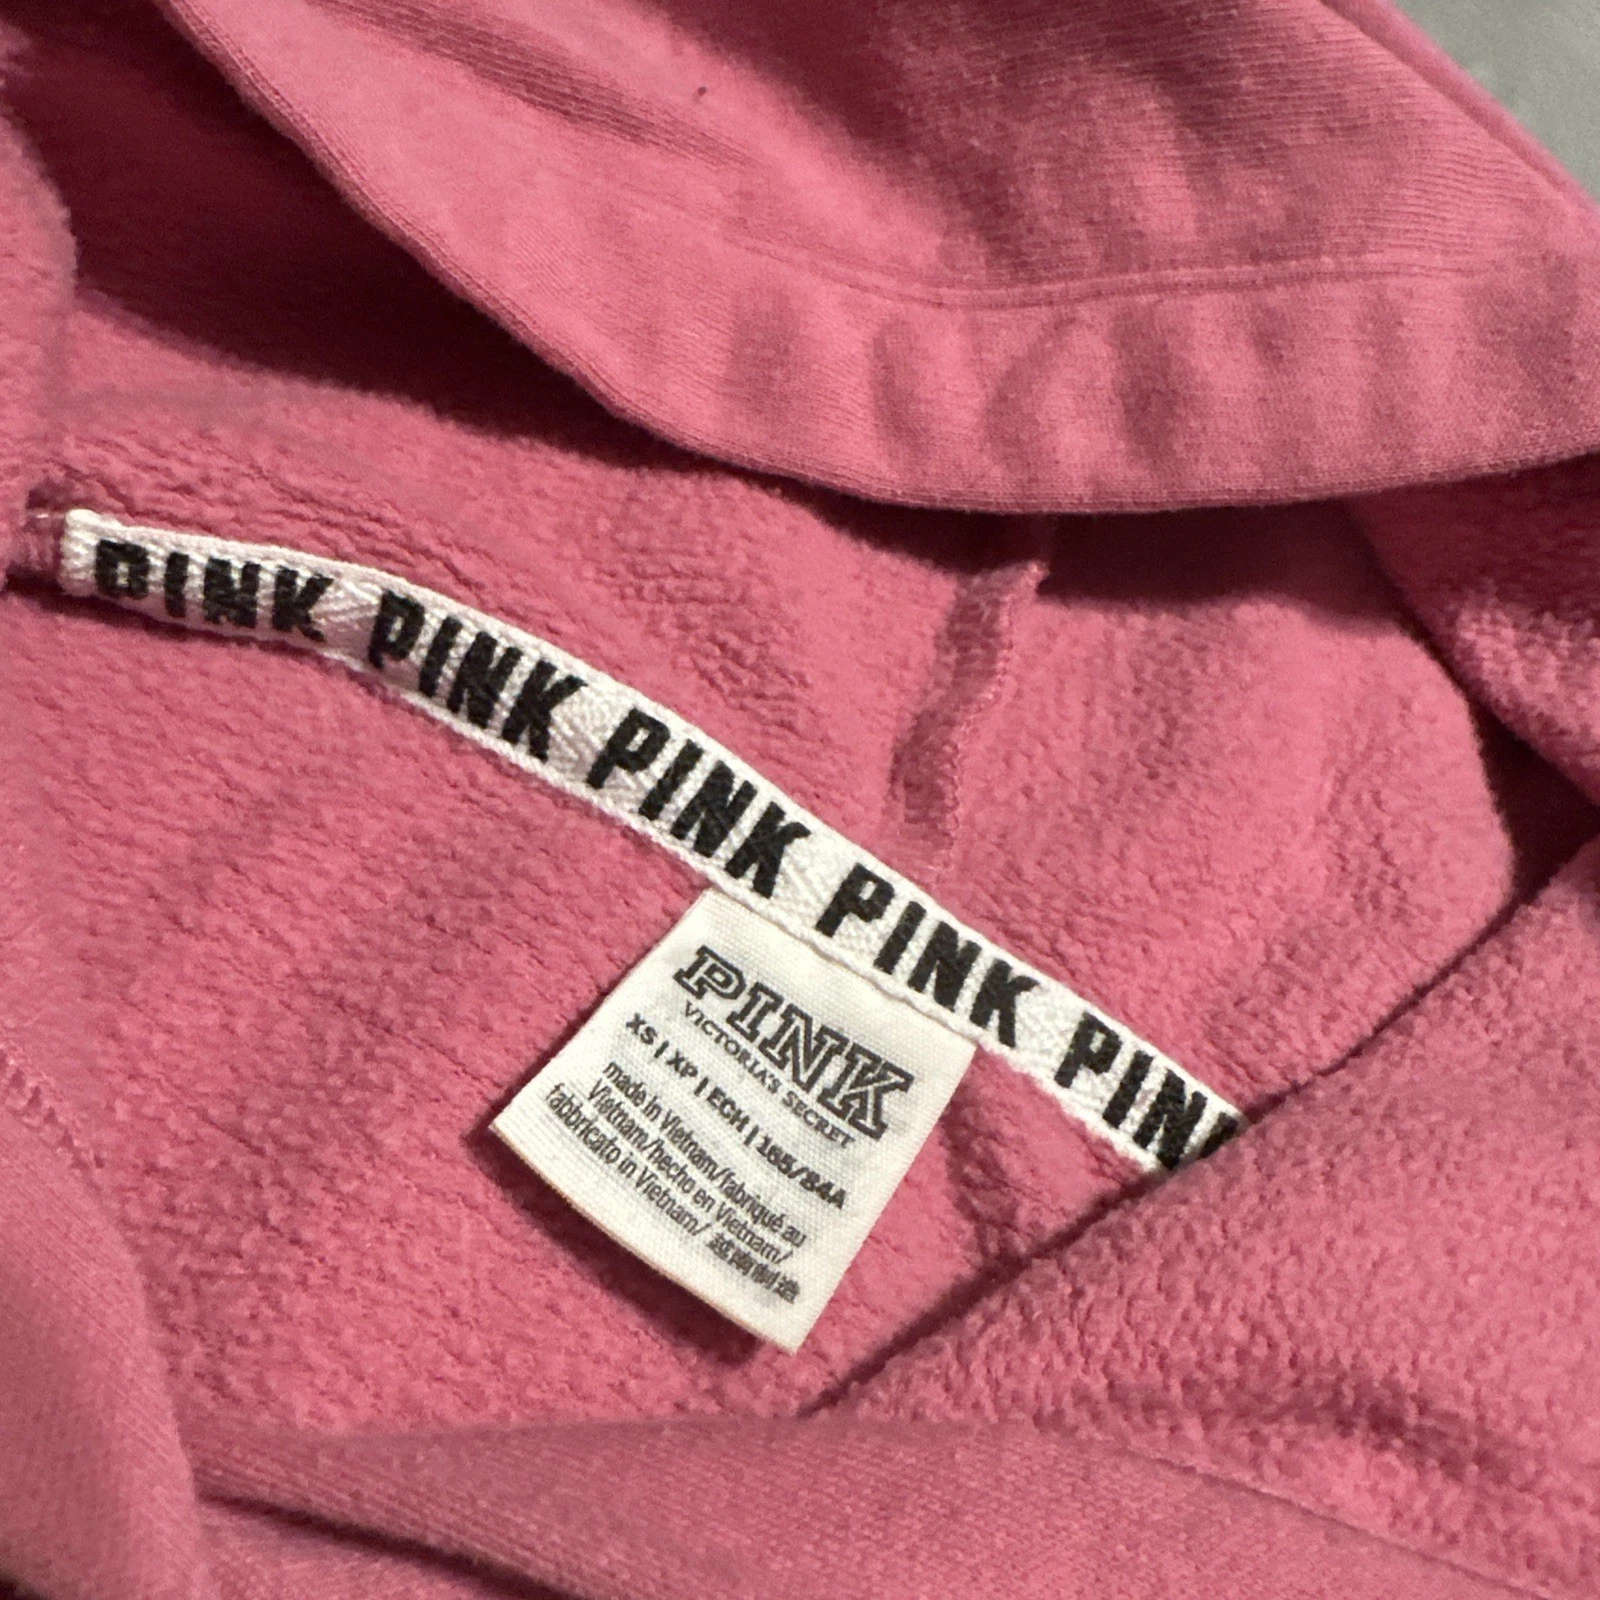 PINK PINK PINK PINK PIN
PINK
VICTORIA'S SECRET
XS | XP | ECH | 165/84A
made in Vietnam/fabriqué au
Vietnam/hecho en Vietnam/
fabbricato in Vietnam/ 越南制造